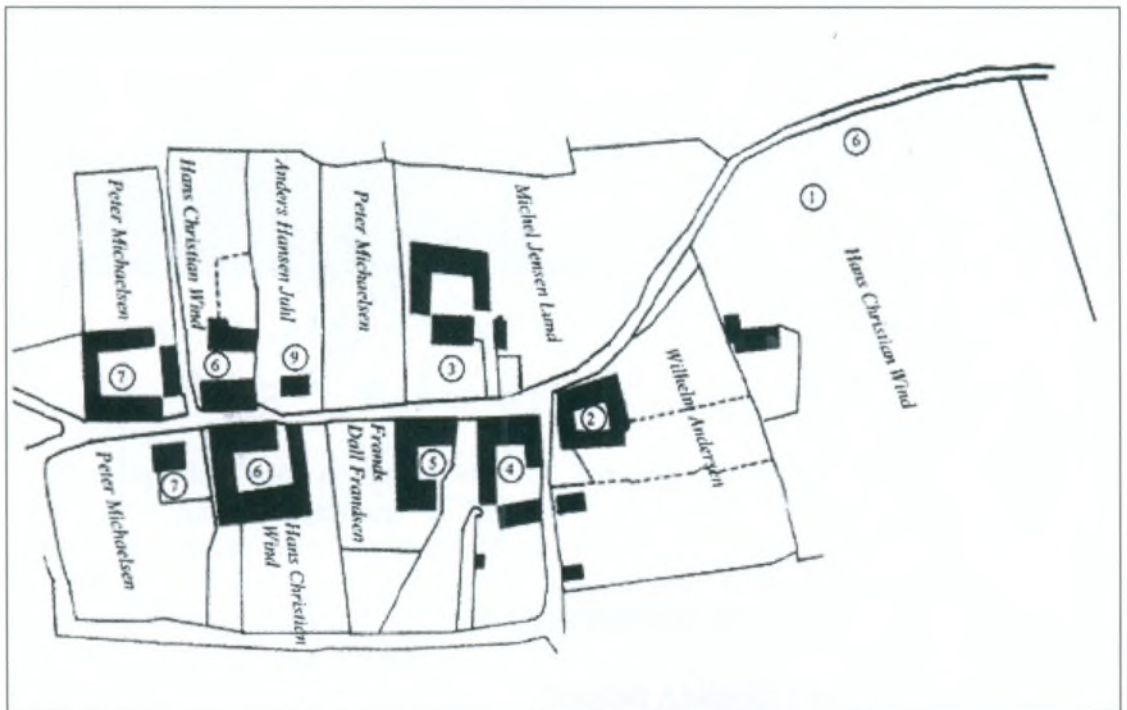 6
1
Hans Christian Wind
Peter Michaelsen
Hans Christian Wind
Anders Hansen Juhl
Peter Michaelsen
Michel Jensen Lund
7
6
9
3
Wilhelm Andersen
2
Peter Michaelsen
7
6
Hans Christian
Wind
Frands
Dall Frandsen
5
4